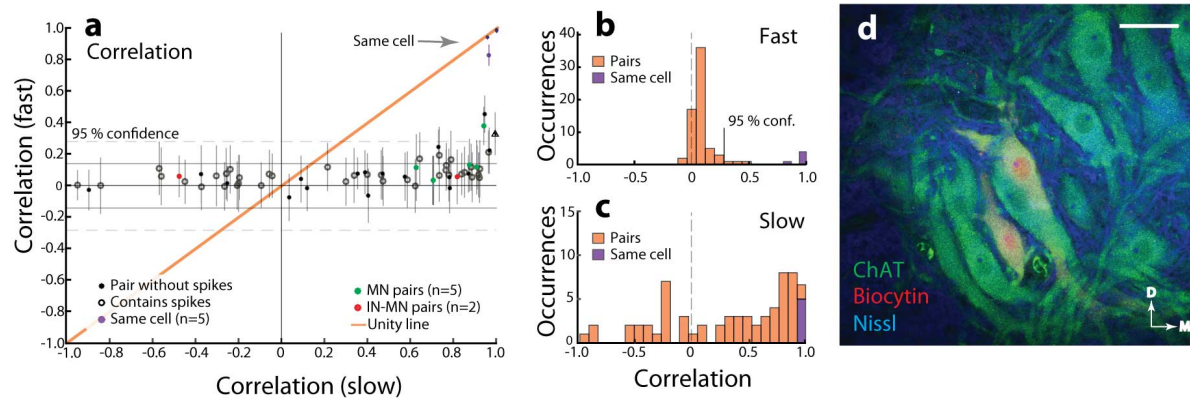 a
Correlation
Same cell
95 % confidence
Correlation (fast)
1.0
0.8
0.6
0.4
0.2
0
-0.2
-0.4
-0.6
-0.8
-1.0
Pair without spikes
Contains spikes
Same cell (n=5)
MN pairs (n=5)
IN-MN pairs (n=2)
Unity line
-1.0 -0.8 -0.6 -0.4 -0.2 0 0.2 0.4 0.6 0.8 1.0
Correlation (slow)
b
Fast
Occurrences
40
30
20
10
0
Pairs
Same cell
95 % conf.
-1.0 -0.5 0 0.5 1.0
c
Slow
Occurrences
15
10
5
0
Pairs
Same cell
-1.0 -0.5 0 0.5 1.0
Correlation
d
ChAT
Biocytin
Nissl
D
M